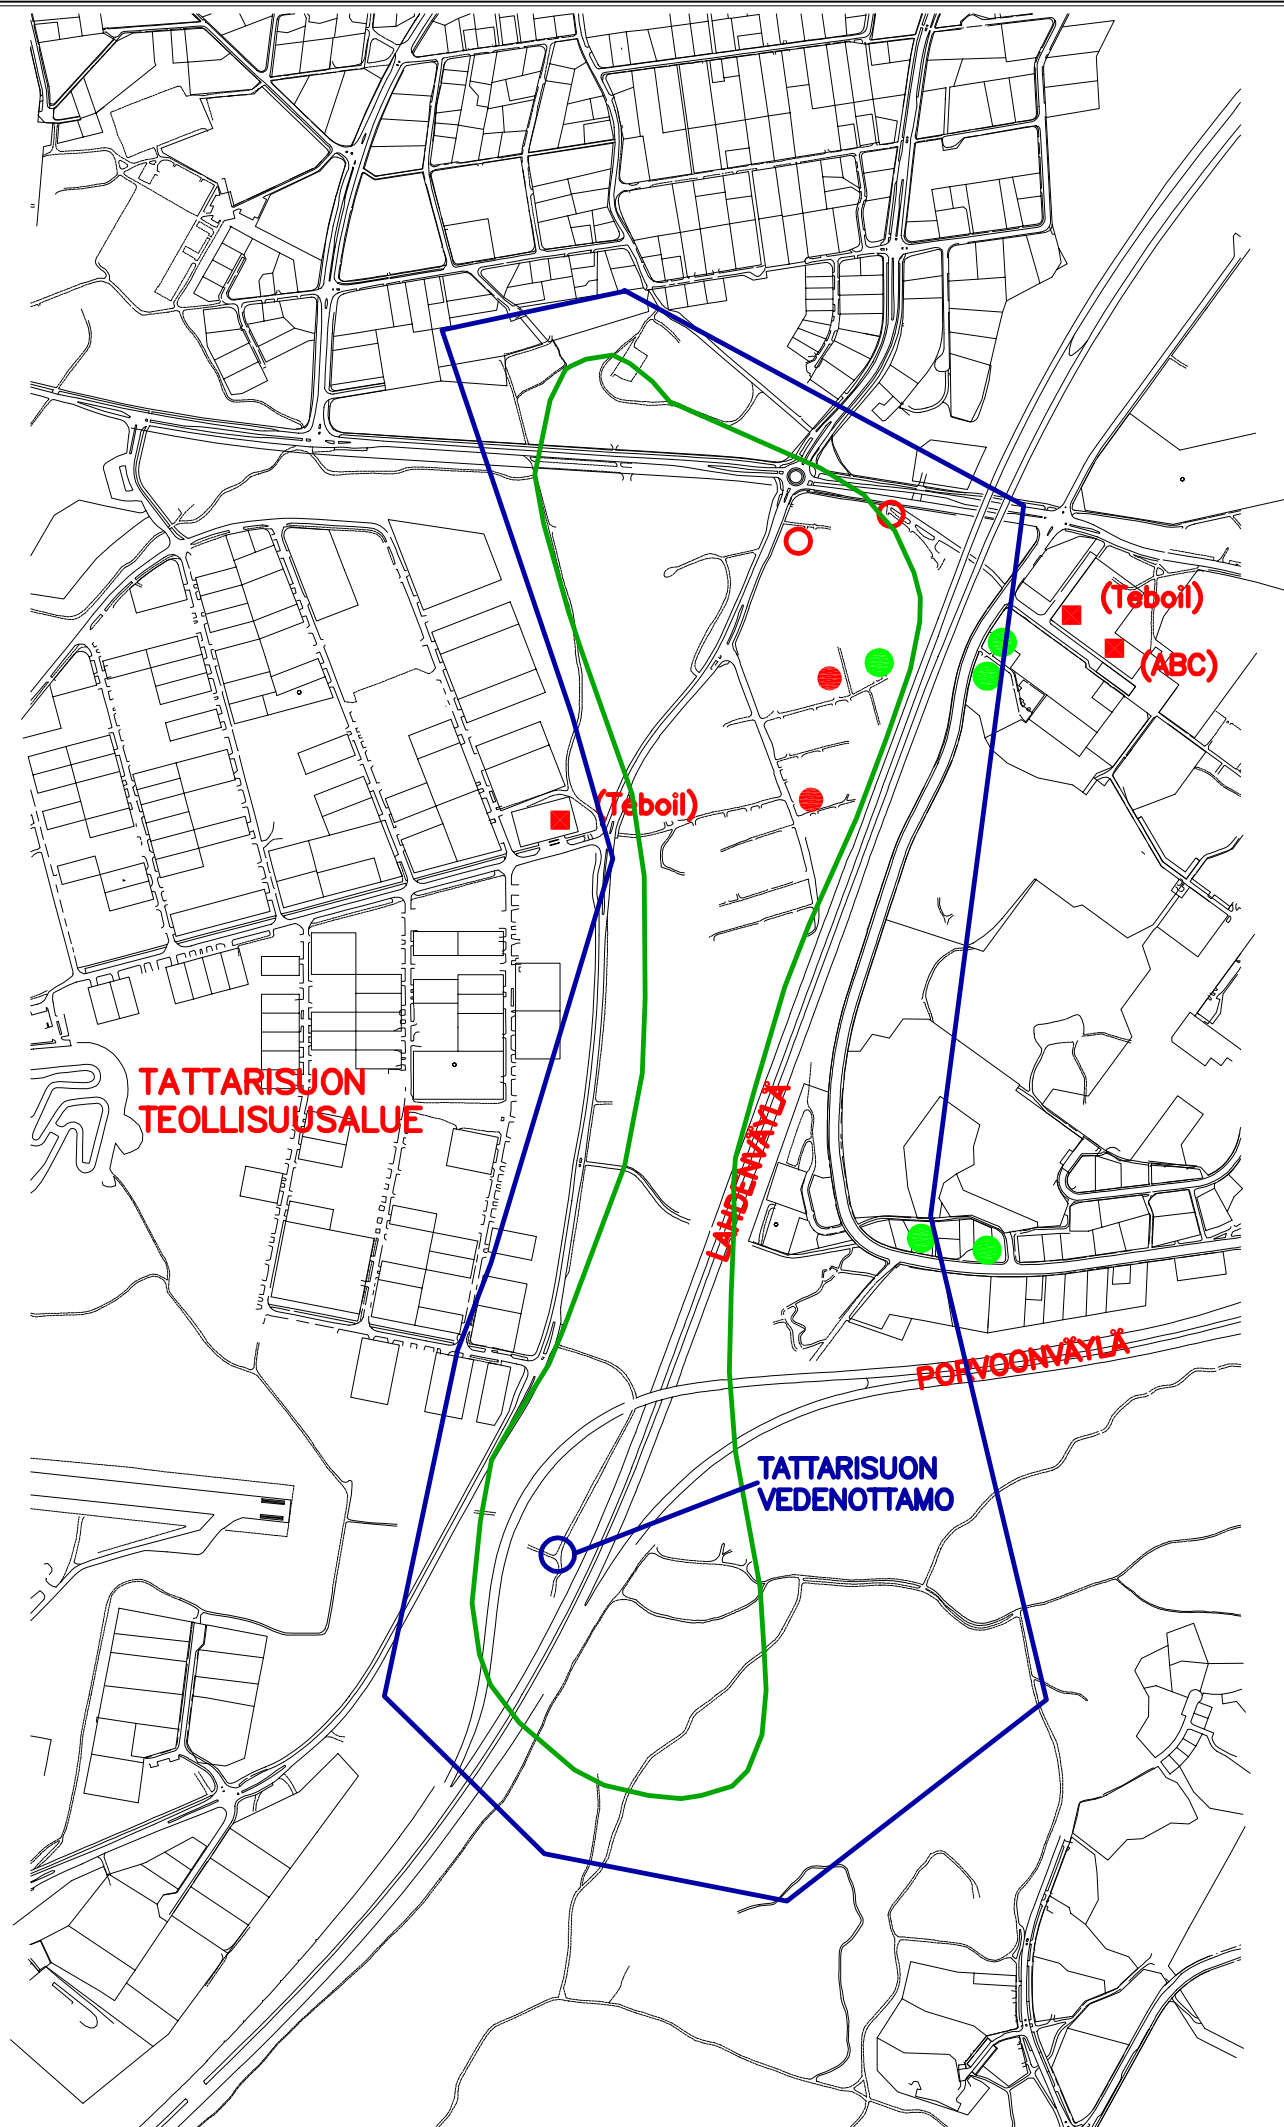 (Teboil)
(ABC)
(Teboil)
TATTARISUON
TEOLLISUUSALUE
LAHDENVÄYLÄ
PORVOONVÄYLÄ
TATTARISUON
VEDENOTTAMO